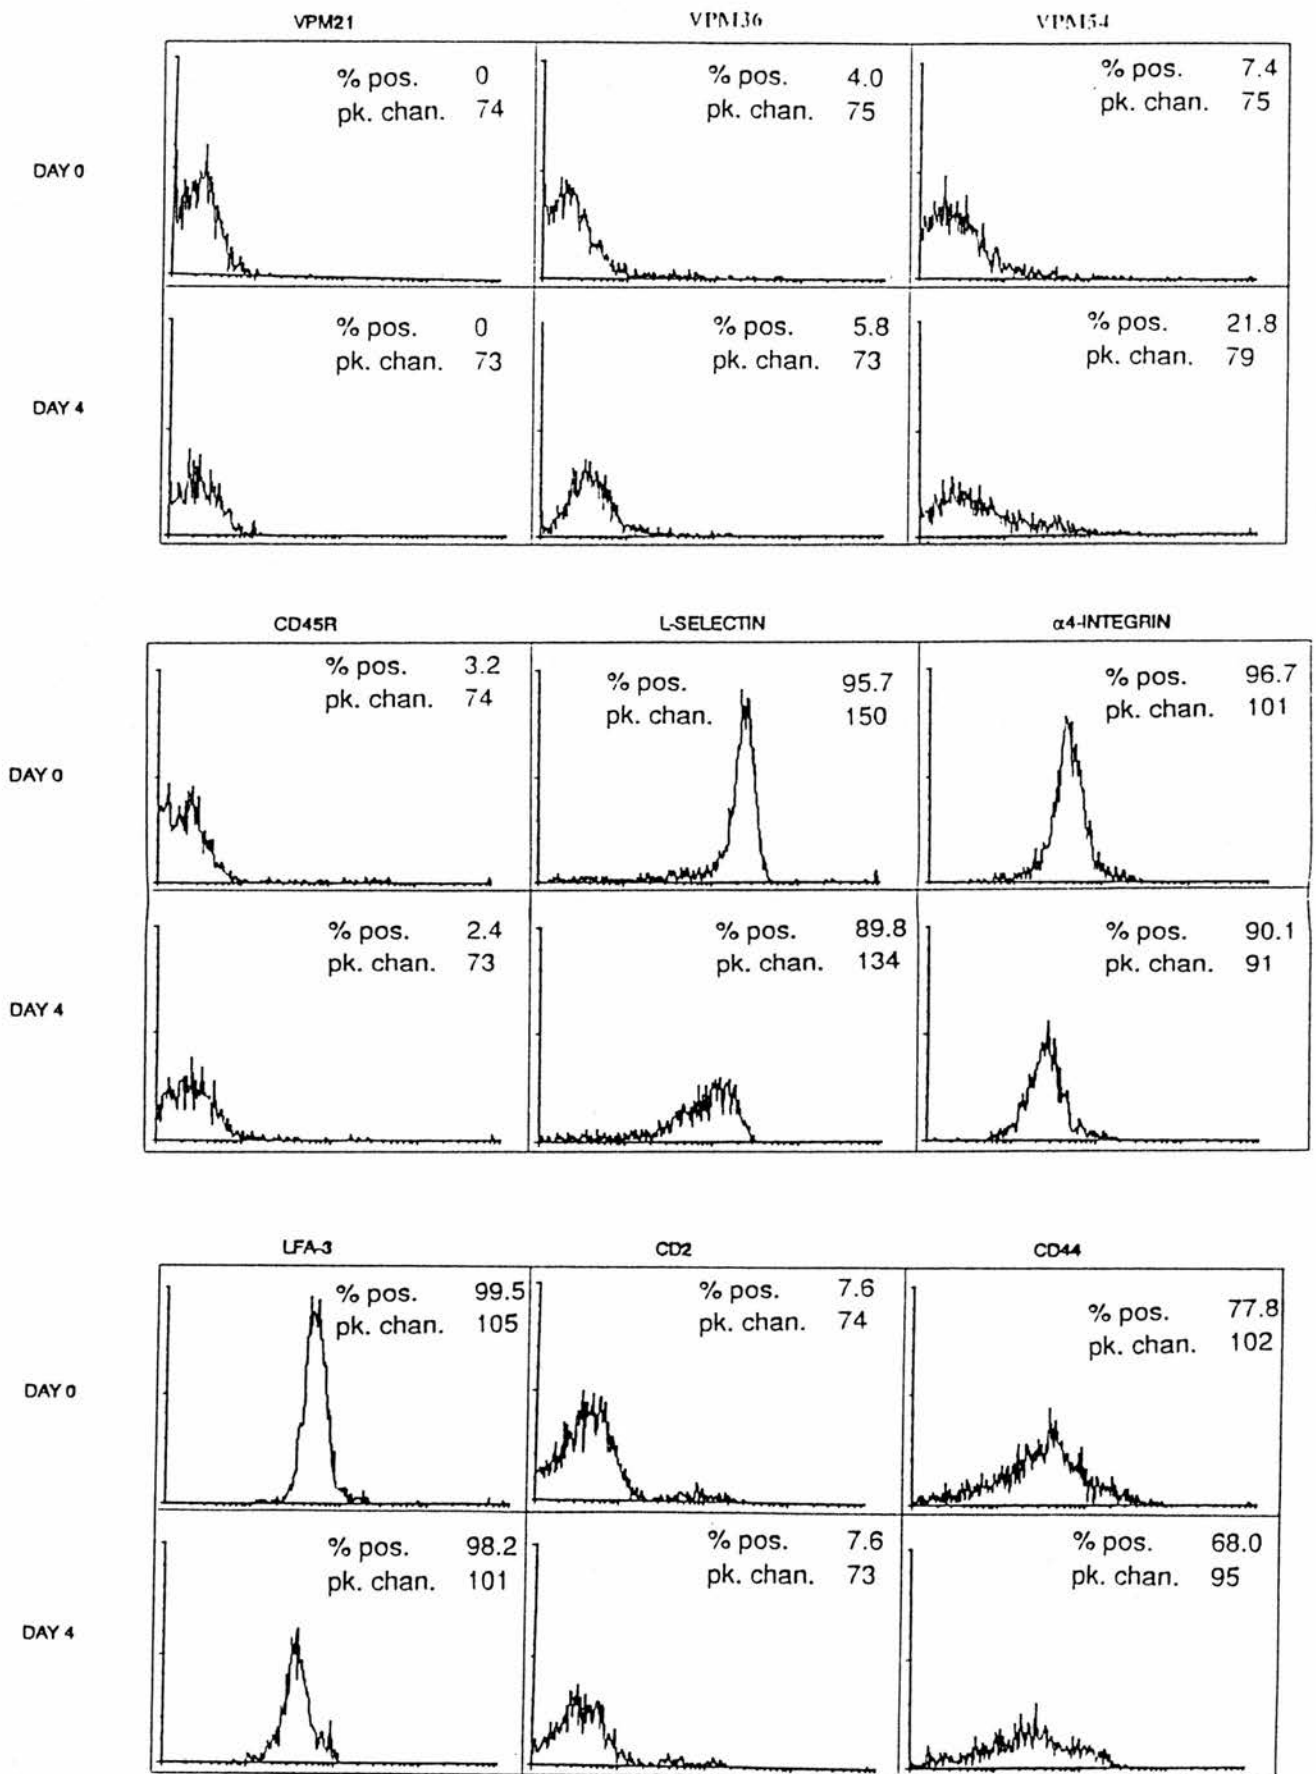 VPM21 VPM36 VPM54
DAY 0
% pos. 0
pk. chan. 74
% pos. 4.0
pk. chan. 75
% pos. 7.4
pk. chan. 75
DAY 4
% pos. 0
pk. chan. 73
% pos. 5.8
pk. chan. 73
% pos. 21.8
pk. chan. 79
CD45R L-SELECTIN α4-INTEGRIN
DAY 0
% pos. 3.2
pk. chan. 74
% pos. 95.7
pk. chan. 150
% pos. 96.7
pk. chan. 101
DAY 4
% pos. 2.4
pk. chan. 73
% pos. 89.8
pk. chan. 134
% pos. 90.1
pk. chan. 91
LFA-3 CD2 CD44
DAY 0
% pos. 99.5
pk. chan. 105
% pos. 7.6
pk. chan. 74
% pos. 77.8
pk. chan. 102
DAY 4
% pos. 98.2
pk. chan. 101
% pos. 7.6
pk. chan. 73
% pos. 68.0
pk. chan. 95